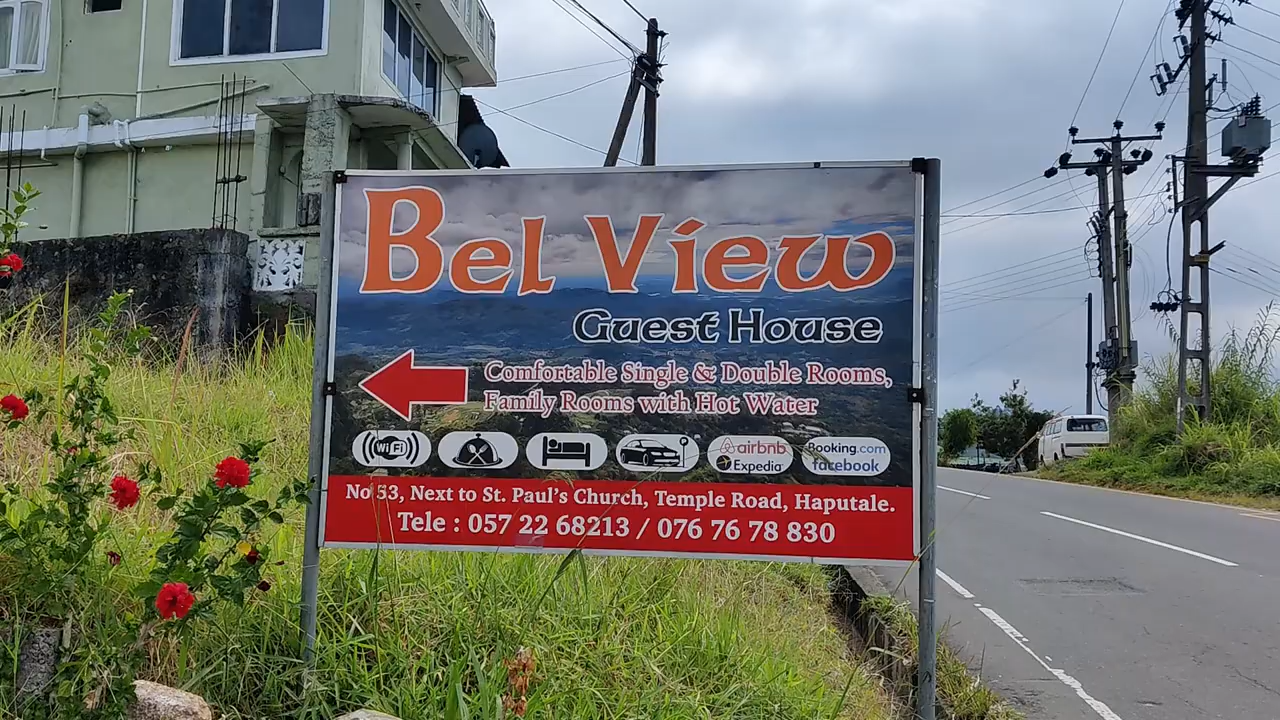 Bel View
Guest House
Comfortable Single & Double Rooms,
Family Rooms with Hot Water
WiFi
airbnb
Expedia
Booking.com
facebook
No 53, Next to St. Paul's Church, Temple Road, Haputale.
Tele : 057 22 68213 / 076 76 78 830